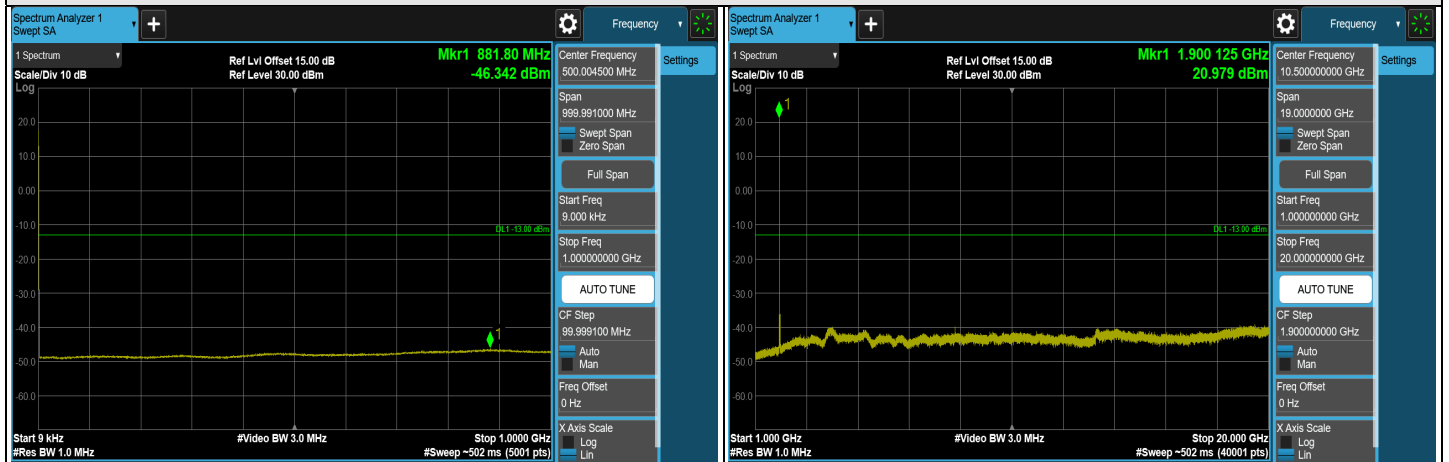 Spectrum Analyzer 1
Swept SA
+
Frequency
1 Spectrum
Scale/Div 10 dB
Log
Ref Lvl Offset 15.00 dB
Ref Level 30.00 dBm
Mkr1 881.80 MHz
-46.342 dBm
20.0
10.0
0.00
-10.0
-20.0
-30.0
-40.0
-50.0
-60.0
DL1 -13.00 dBm
1
Start 9 kHz
#Res BW 1.0 MHz
#Video BW 3.0 MHz
Stop 1.0000 GHz
#Sweep ~502 ms (5001 pts)
Center Frequency
500.004500 MHz
Settings
Span
999.991000 MHz
Swept Span
Zero Span
Full Span
Start Freq
9.000 kHz
Stop Freq
1.000000000 GHz
AUTO TUNE
CF Step
99.999100 MHz
Auto
Man
Freq Offset
0 Hz
X Axis Scale
Log
Lin
Spectrum Analyzer 1
Swept SA
+
Frequency
1 Spectrum
Scale/Div 10 dB
Log
Ref Lvl Offset 15.00 dB
Ref Level 30.00 dBm
Mkr1 1.900 125 GHz
20.979 dBm
1
20.0
10.0
0.00
-10.0
-20.0
-30.0
-40.0
-50.0
-60.0
DL1 -13.00 dBm
Start 1.000 GHz
#Res BW 1.0 MHz
#Video BW 3.0 MHz
Stop 20.000 GHz
#Sweep ~502 ms (40001 pts)
Center Frequency
10.500000000 GHz
Settings
Span
19.0000000 GHz
Swept Span
Zero Span
Full Span
Start Freq
1.000000000 GHz
Stop Freq
20.000000000 GHz
AUTO TUNE
CF Step
1.900000000 GHz
Auto
Man
Freq Offset
0 Hz
X Axis Scale
Log
Lin